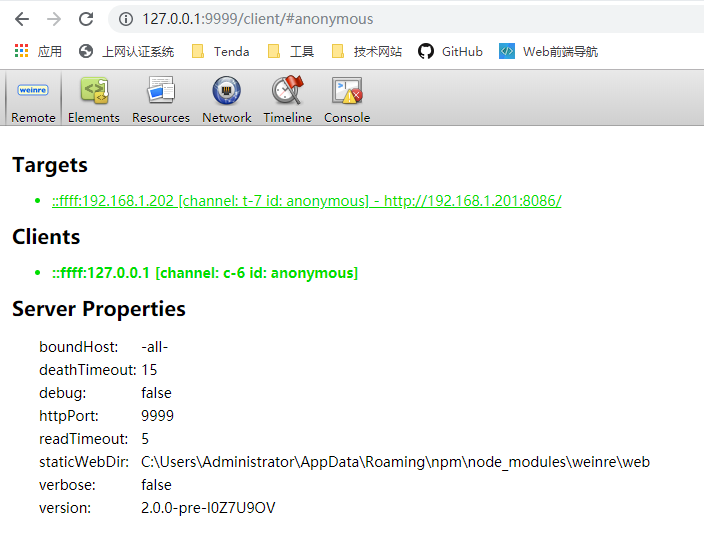 127.0.0.1:9999/client/#anonymous
应用 上网认证系统 Tenda 工具 技术网站 GitHub Web前端导航
weinre
Remote Elements Resources Network Timeline Console
Targets
• ::ffff:192.168.1.202 [channel: t-7 id: anonymous] - http://192.168.1.201:8086/
Clients
• ::ffff:127.0.0.1 [channel: c-6 id: anonymous]
Server Properties
boundHost: -all-
deathTimeout: 15
debug: false
httpPort: 9999
readTimeout: 5
staticWebDir: C:\Users\Administrator\AppData\Roaming\npm\node_modules\weinre\web
verbose: false
version: 2.0.0-pre-I0Z7U9OV